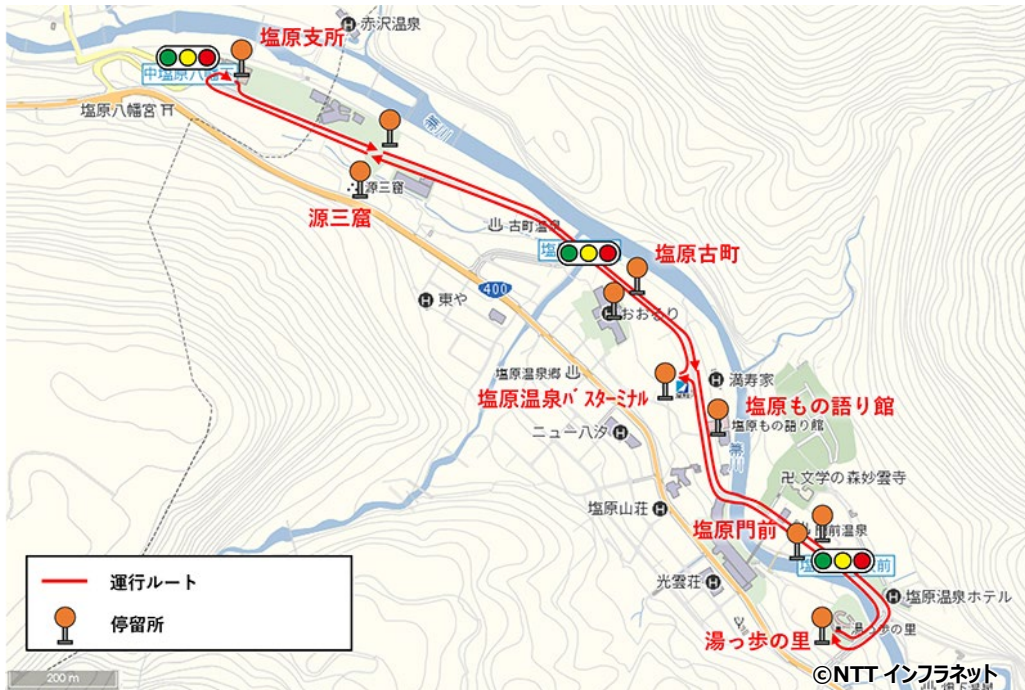 塩原支所
赤沢温泉
中塩原八幡
塩原八幡宮
帚川
源三窟
源三窟
古町温泉
塩
塩原古町
400
東や
おおるり
塩原温泉郷
満寿家
塩原温泉バスターミナル
塩原もの語り館
塩原もの語り館
ニュー八汐
帚川
文学の森妙雲寺
塩原山荘
塩原門前
門前温泉
塩
前
運行ルート
光雲荘
塩原温泉ホテル
停留所
湯っ歩の里
湯っ歩の里
200 m
©NTT インフラネット